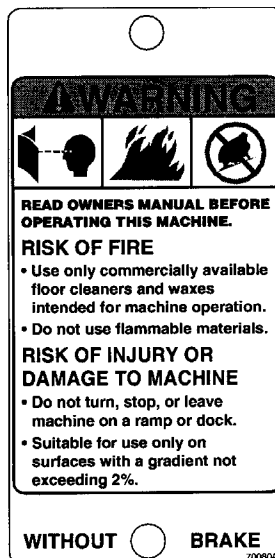 WARNING
READ OWNERS MANUAL BEFORE
OPERATING THIS MACHINE.
RISK OF FIRE
• Use only commercially available
floor cleaners and waxes
intended for machine operation.
• Do not use flammable materials.
RISK OF INJURY OR
DAMAGE TO MACHINE
• Do not turn, stop, or leave
machine on a ramp or dock.
• Suitable for use only on
surfaces with a gradient not
exceeding 2%.
WITHOUT BRAKE